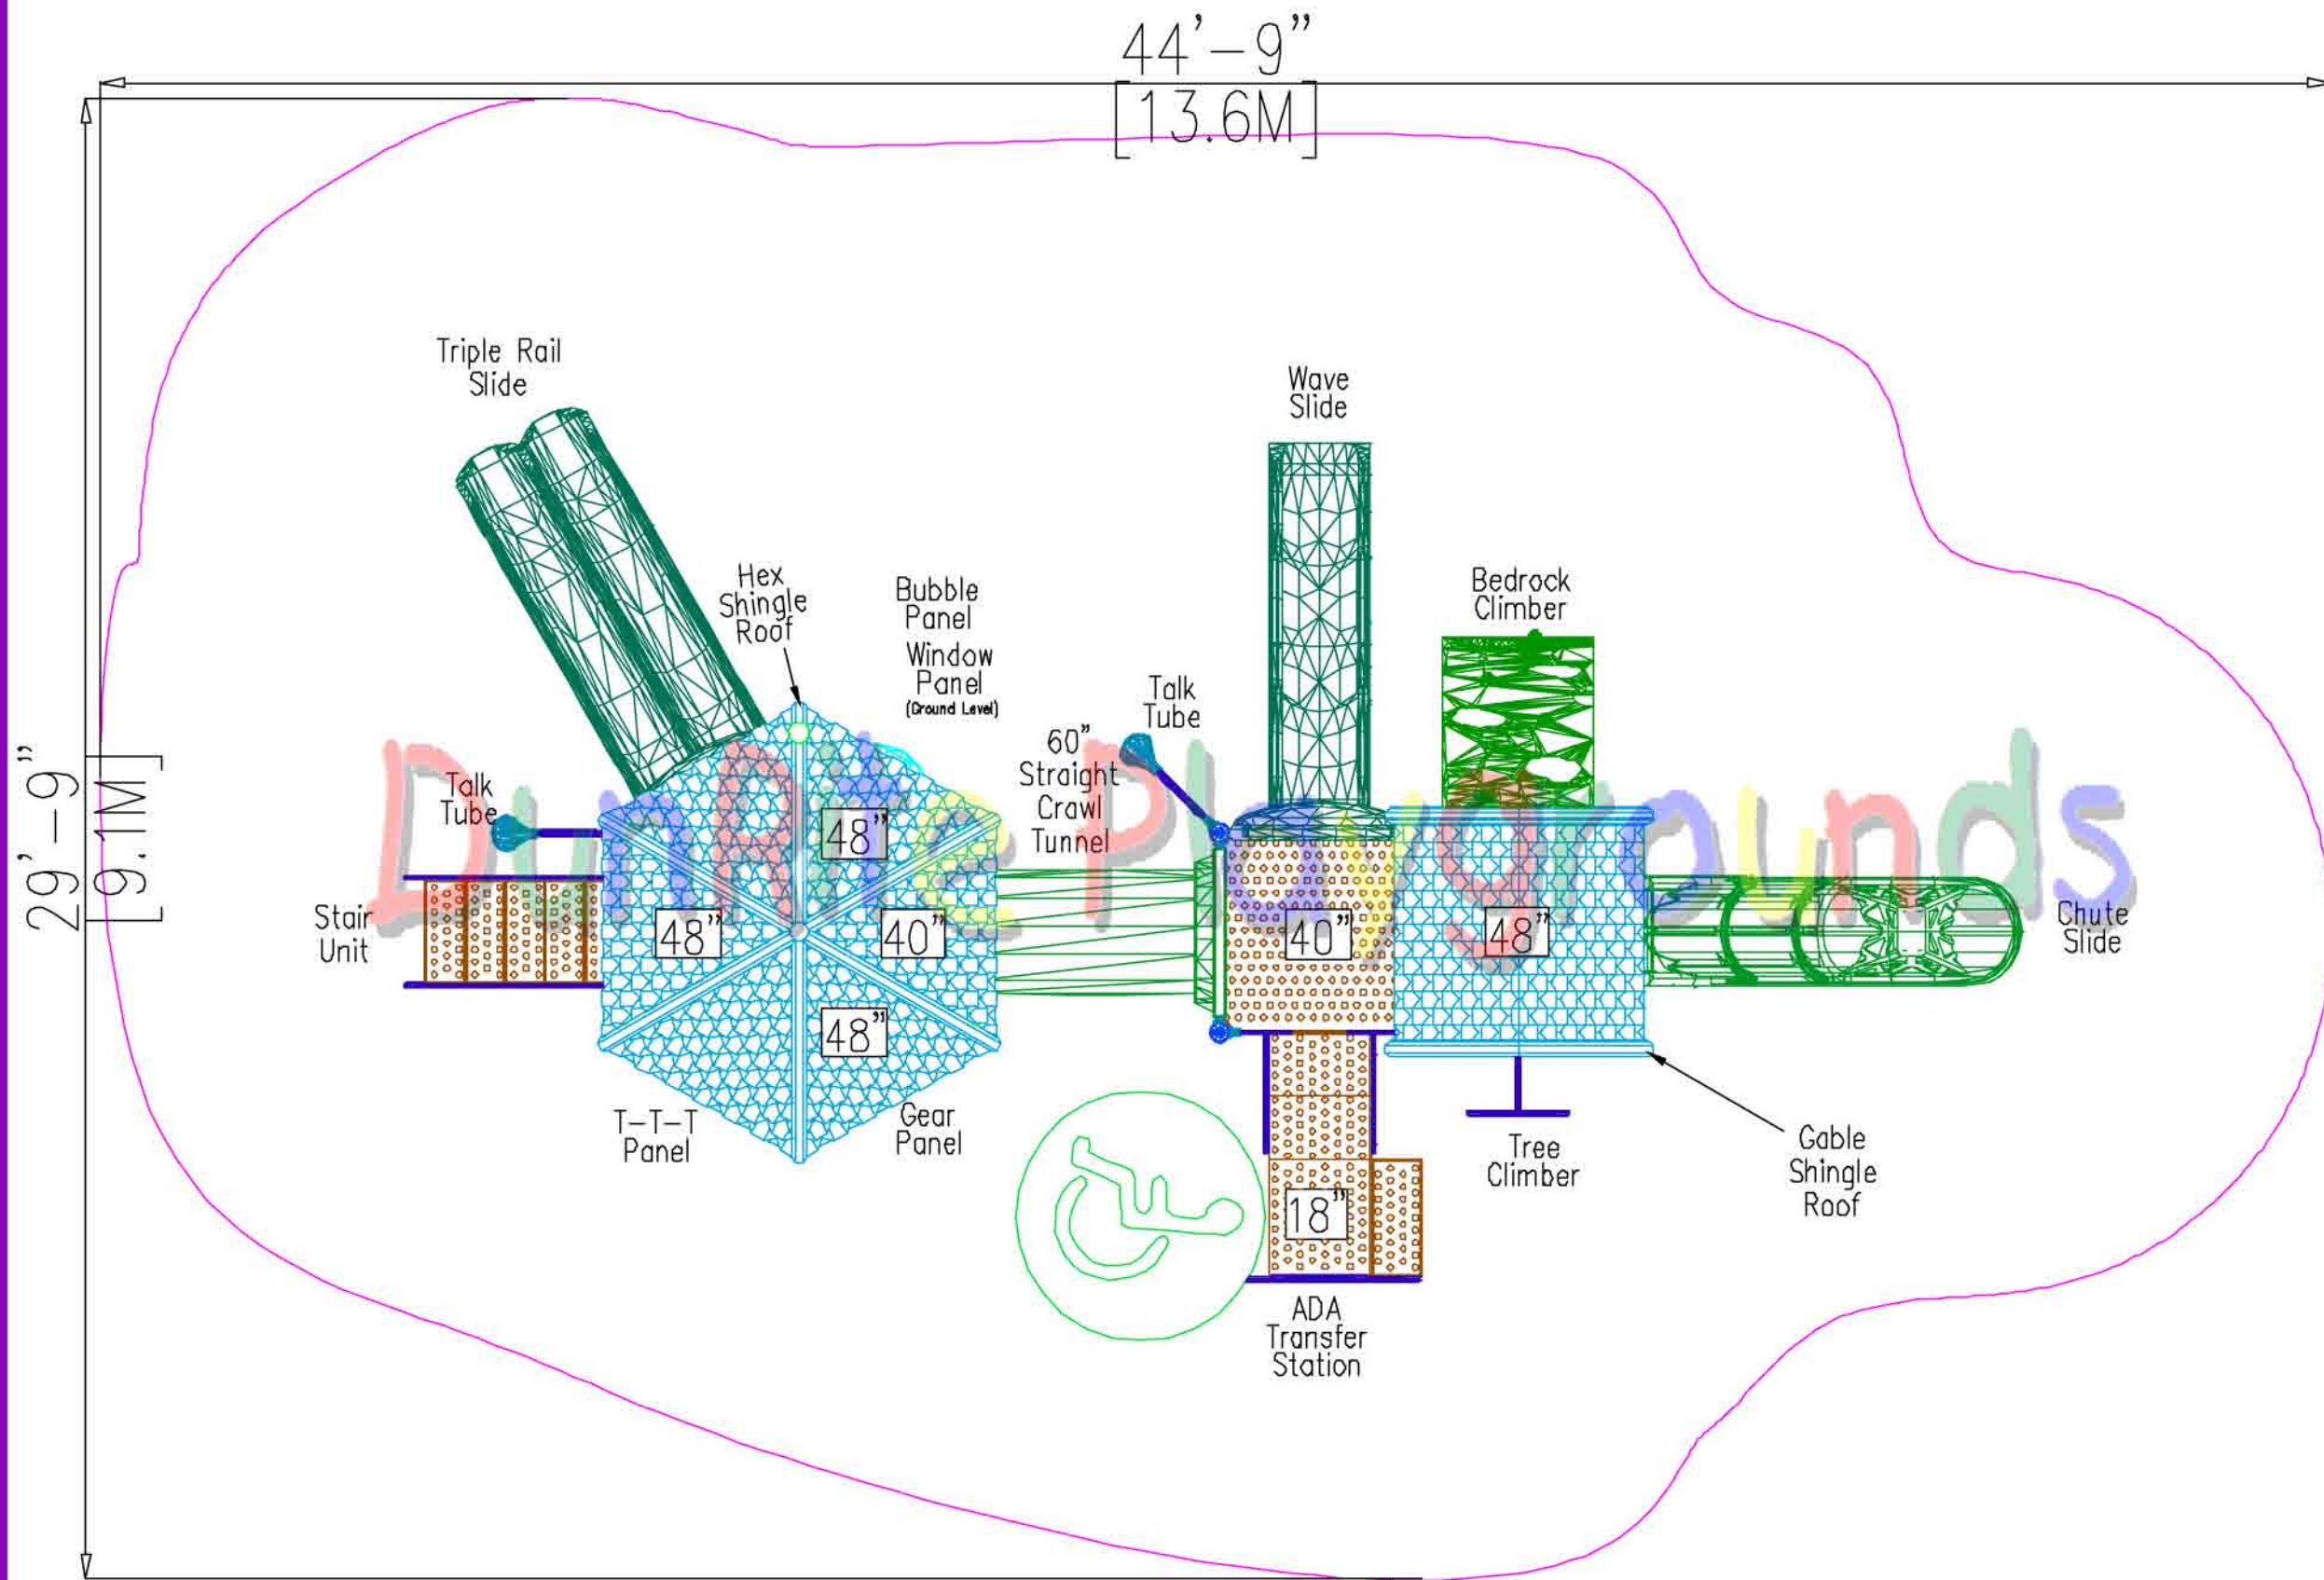 44'-9"
[13.6M]
29'-9"
[9.1M]
Triple Rail
Slide
Wave
Slide
Hex
Shingle
Roof
Bubble
Panel
Window
Panel
(Ground Level)
Bedrock
Climber
Talk
Tube
60"
Straight
Crawl
Tunnel
Talk
Tube
DunRite Playgrounds
48"
Stair
Unit
48"
40"
40"
48"
Chute
Slide
48"
T-T-T
Panel
Gear
Panel
Tree
Climber
Gable
Shingle
Roof
18"
ADA
Transfer
Station